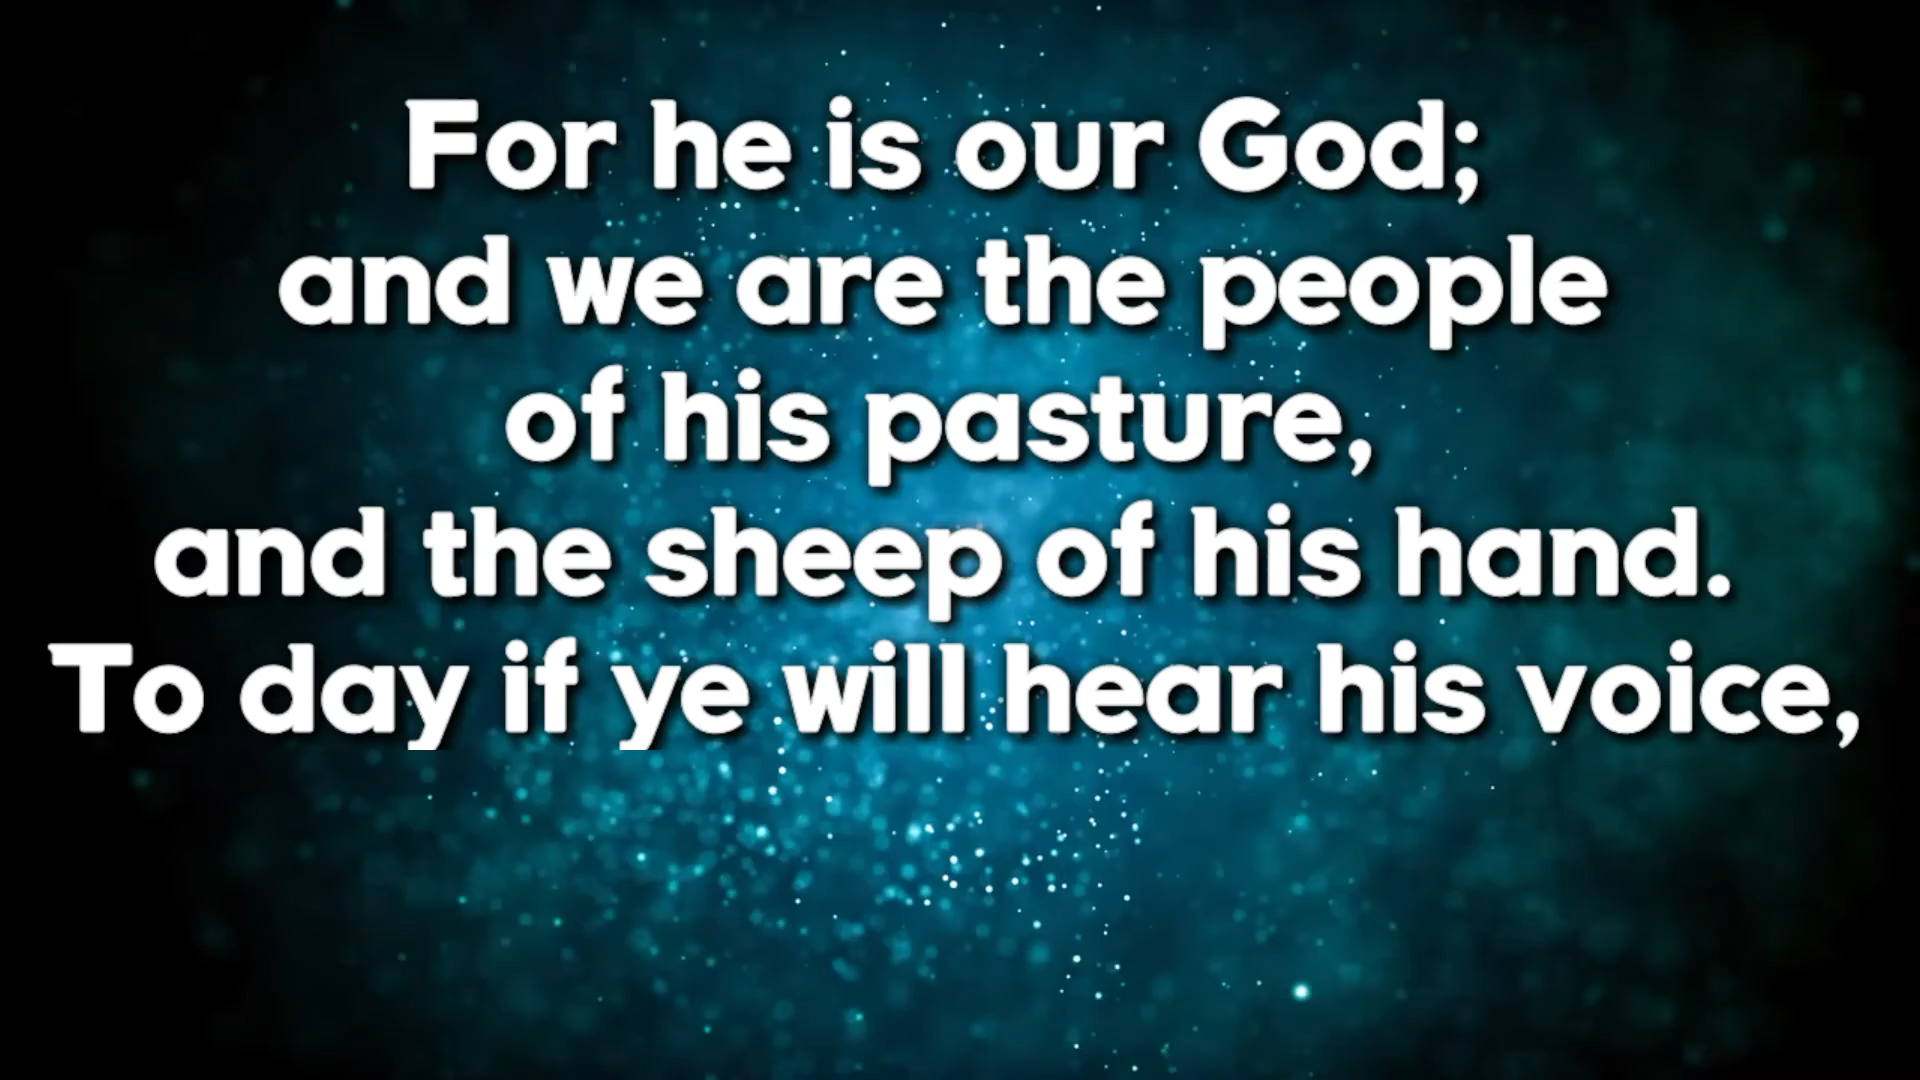 For he is our God;
and we are the people
of his pasture,
and the sheep of his hand.
To day if ye will hear his voice,